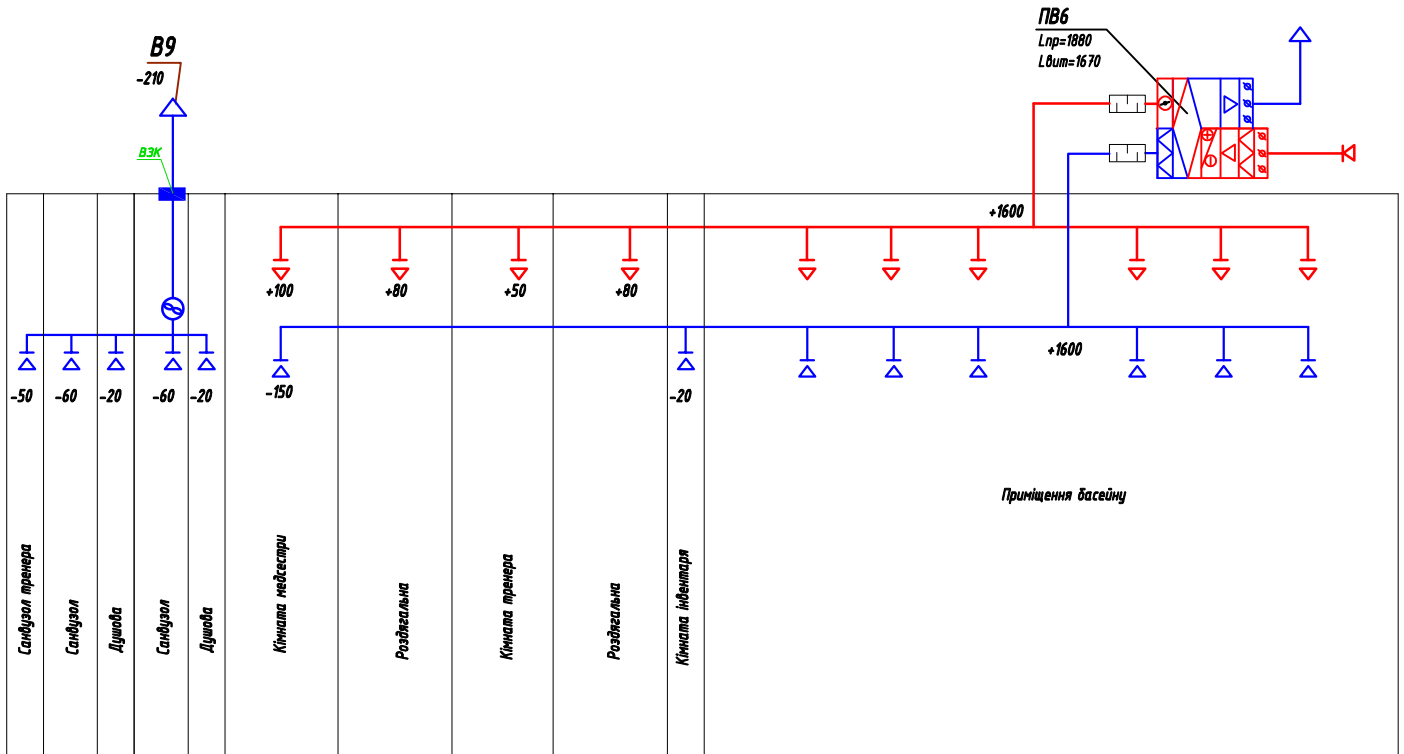 В9
-210
ВЗК
ПВ6
Lпр=1880
Lвит=1670
+1600
+100
+80
+50
+80
+1600
-50
-60
-20
-60
-20
-150
-20
Приміщення басейну
Санвузол тренера
Санвузол
Душова
Санвузол
Душова
Кімната медсестри
Роздягальна
Кімната тренера
Роздягальна
Кімната інвентаря